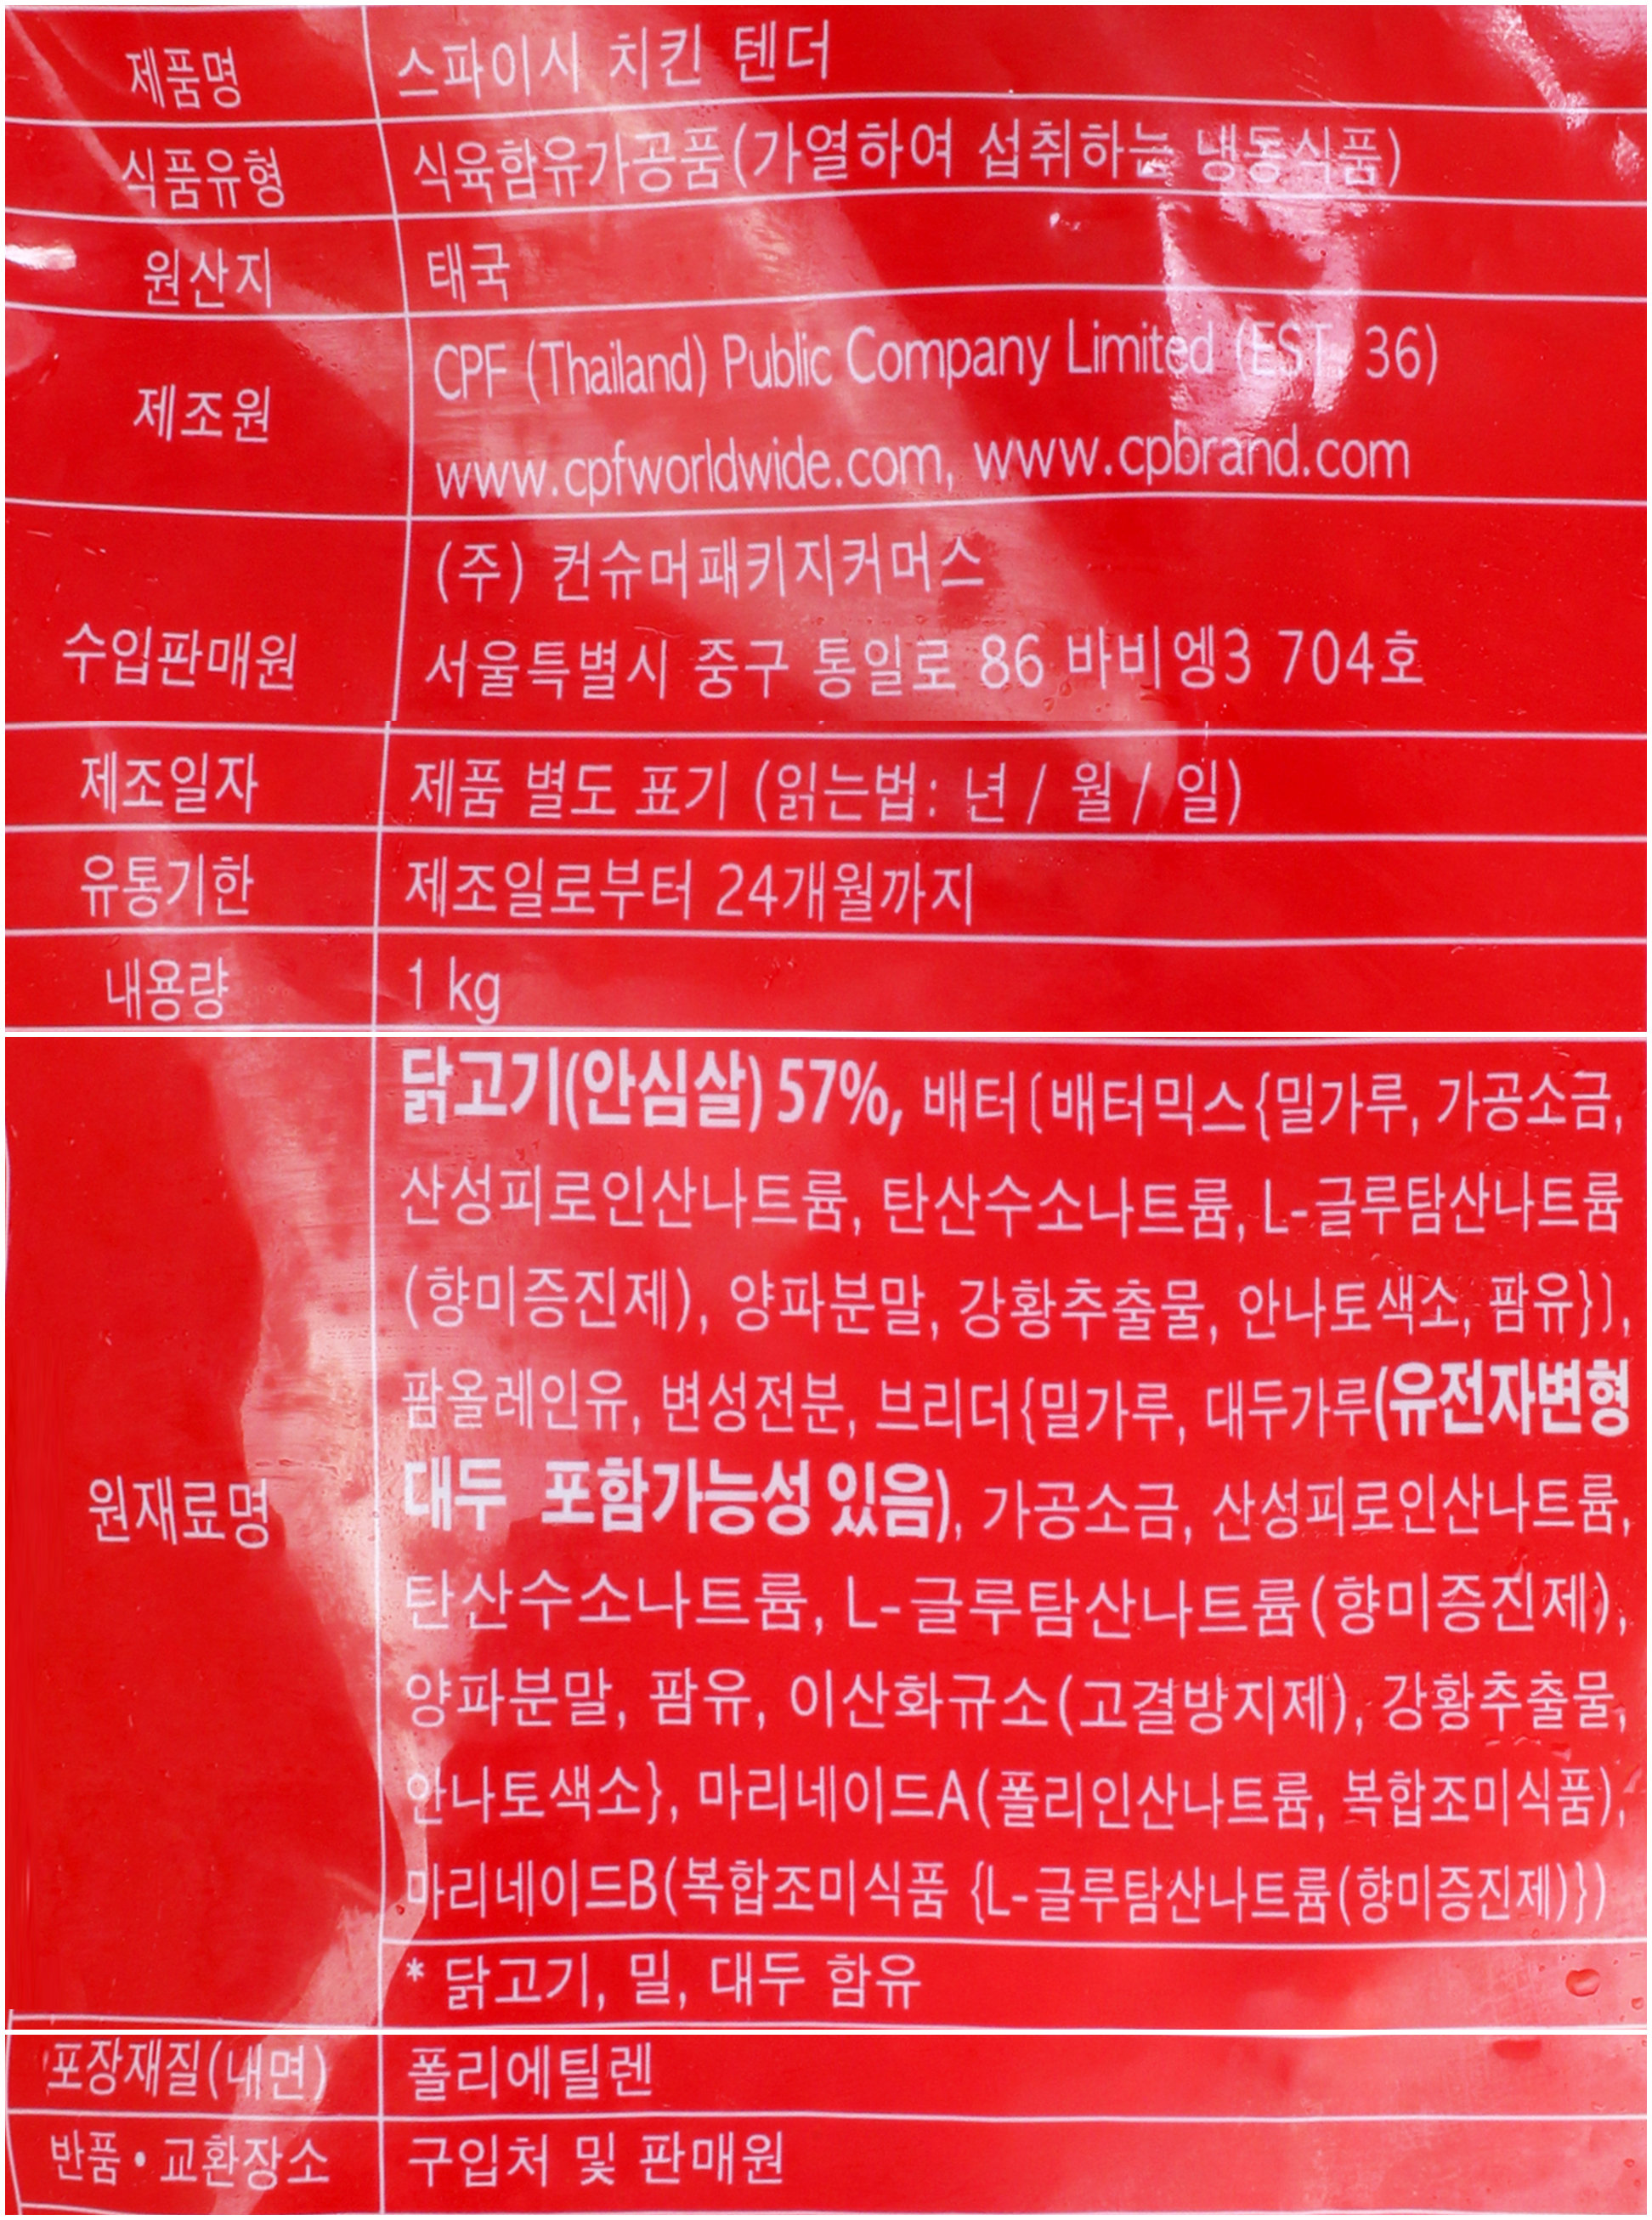 제품명 스파이시 치킨 텐더
식품유형 식육함유가공품(가열하여 섭취하는 냉동식품)
원산지 태국
제조원
CPF (Thailand) Public Company Limited (EST. 36)
www.cpfworldwide.com, www.cpbrand.com
수입판매원
(주) 컨슈머패키지커머스
서울특별시 중구 통일로 86 바비엥3 704호
제조일자 제품 별도 표기 (읽는법: 년 / 월 / 일)
유통기한 제조일로부터 24개월까지
내용량 1 kg
원재료명
닭고기(안심살) 57%, 배터〔배터믹스{밀가루, 가공소금,
산성피로인산나트륨, 탄산수소나트륨, L-글루탐산나트륨
(향미증진제), 양파분말, 강황추출물, 안나토색소, 팜유}〕,
팜올레인유, 변성전분, 브리더{밀가루, 대두가루(유전자변형
대두 포함가능성 있음), 가공소금, 산성피로인산나트륨,
탄산수소나트륨, L-글루탐산나트륨(향미증진제),
양파분말, 팜유, 이산화규소(고결방지제), 강황추출물,
안나토색소}, 마리네이드A(폴리인산나트륨, 복합조미식품),
마리네이드B(복합조미식품 {L-글루탐산나트륨(향미증진제)})
* 닭고기, 밀, 대두 함유
포장재질(내면) 폴리에틸렌
반품•교환장소 구입처 및 판매원